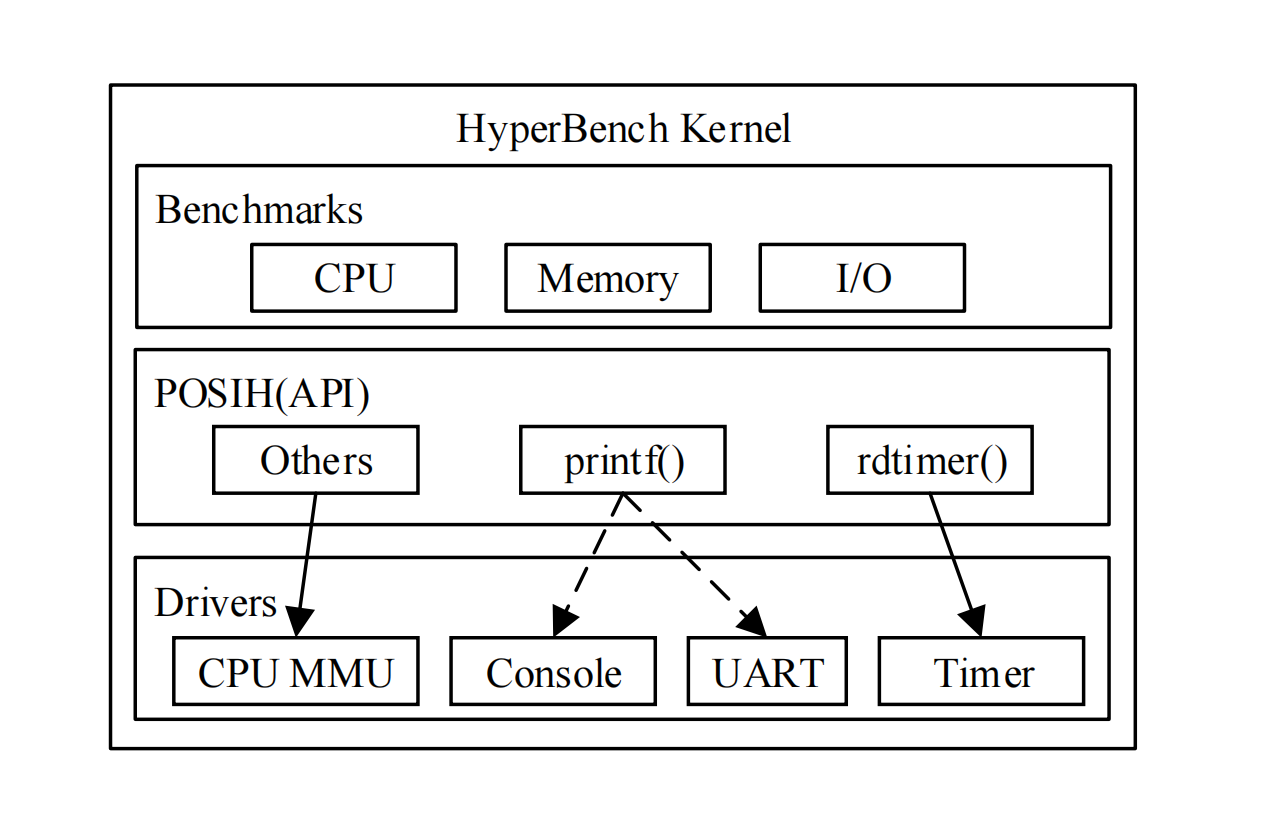 HyperBench Kernel
Benchmarks
CPU
Memory
I/O
POSIH(API)
Others
printf()
rdtimer()
Drivers
CPU MMU
Console
UART
Timer